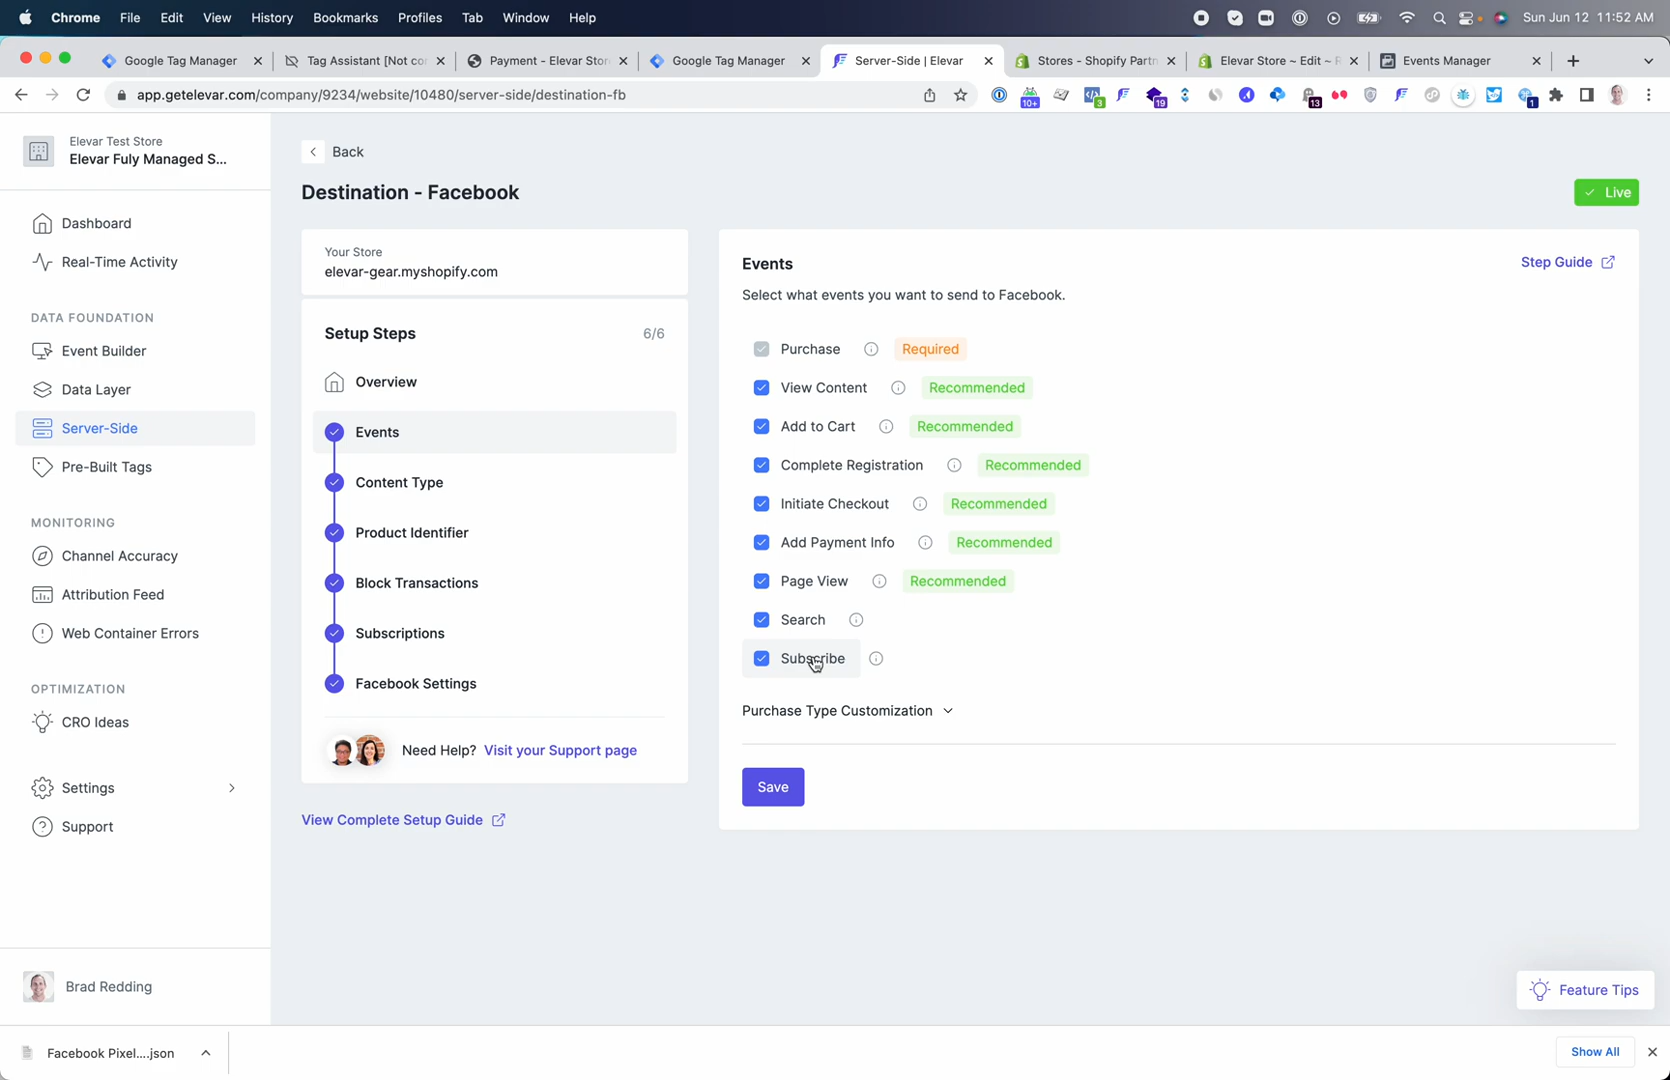 Chrome File Edit View History Bookmarks Profiles Tab Window Help Sun Jun 12 11:52 AM
Google Tag Manager Tag Assistant [Not co Payment - Elevar Sto Google Tag Manager Server-Side | Elevar Stores - Shopify Partn Elevar Store ~ Edit ~ R Events Manager
app.getelevar.com/company/9234/website/10480/server-side/destination-fb 10+ 3 19 13 1
Elevar Test Store
Elevar Fuly Managed S...
Dashboard
Real-Time Activity
DATA FOUNDATION
Event Builder
Data Layer
Server-Side
Pre-Built Tags
MONITORING
Channel Accuracy
Attribution Feed
Web Container Errors
OPTIMIZATION
CRO Ideas
Settings
Support
Brad Redding
Back
Destination - Facebook
Live
Your Store
elevar-gear.myshopify.com
Setup Steps 6/6
Overview
Events
Content Type
Product Identifier
Block Transactions
Subscriptions
Facebook Settings
Need Help? Visit your Support page
View Complete Setup Guide
Events Step Guide
Select what events you want to send to Facebook.
Purchase Required
View Content Recommended
Add to Cart Recommended
Complete Registration Recommended
Initiate Checkout Recommended
Add Payment Info Recommended
Page View Recommended
Search
Subscribe
Purchase Type Customization
Save
Feature Tips
Facebook Pixel....json Show All